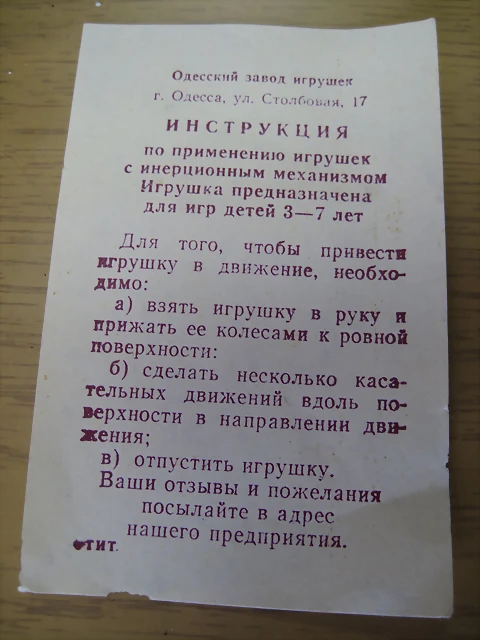 Одесский завод игрушек
г. Одесса, ул. Столбовая, 17
ИНСТРУКЦИЯ
по применению игрушек
с инерционным механизмом
Игрушка предназначена
для игр детей 3—7 лет
Для того, чтобы привести
игрушку в движение, необхо-
димо:
а) взять игрушку в руку и
прижать ее колесами к ровной
поверхности:
б) сделать несколько каса-
тельных движений вдоль по-
верхности в направлении дви-
жения;
в) отпустить игрушку.
Ваши отзывы и пожелания
посылайте в адрес
нашего предприятия.
ОТИТ.